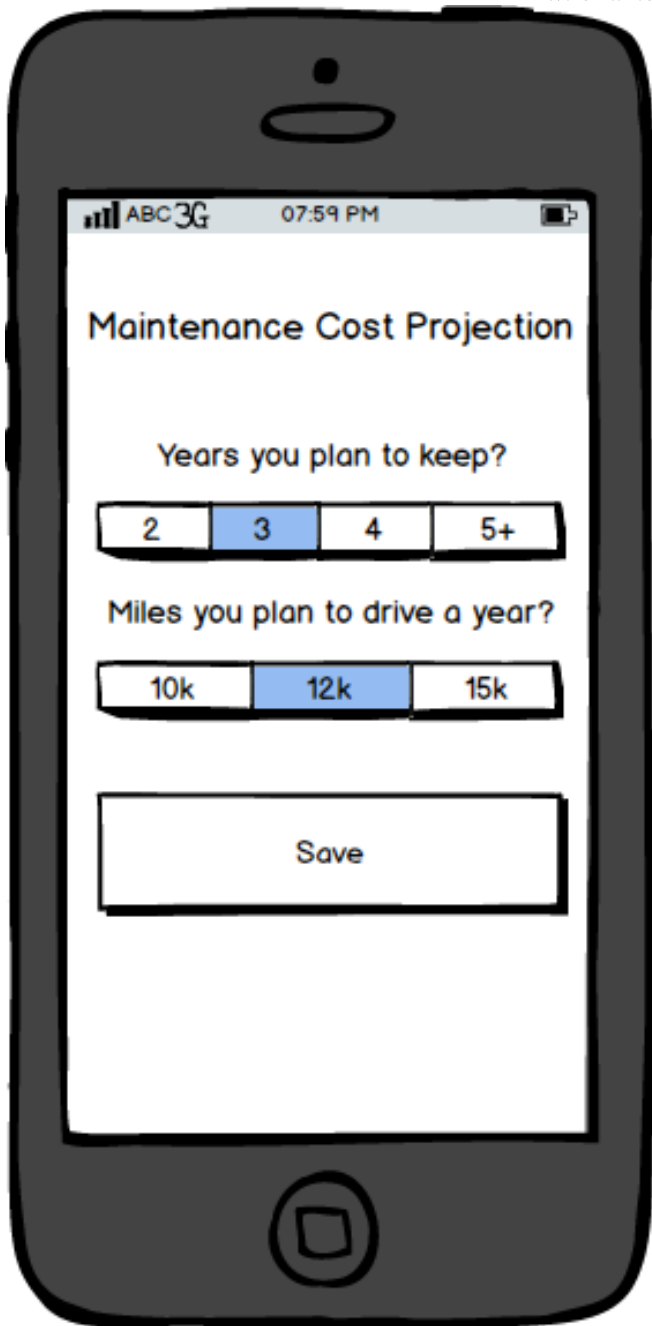 ABC 3G 07:59 PM
Maintenance Cost Projection
Years you plan to keep?
2 3 4 5+
Miles you plan to drive a year?
10k 12k 15k
Save